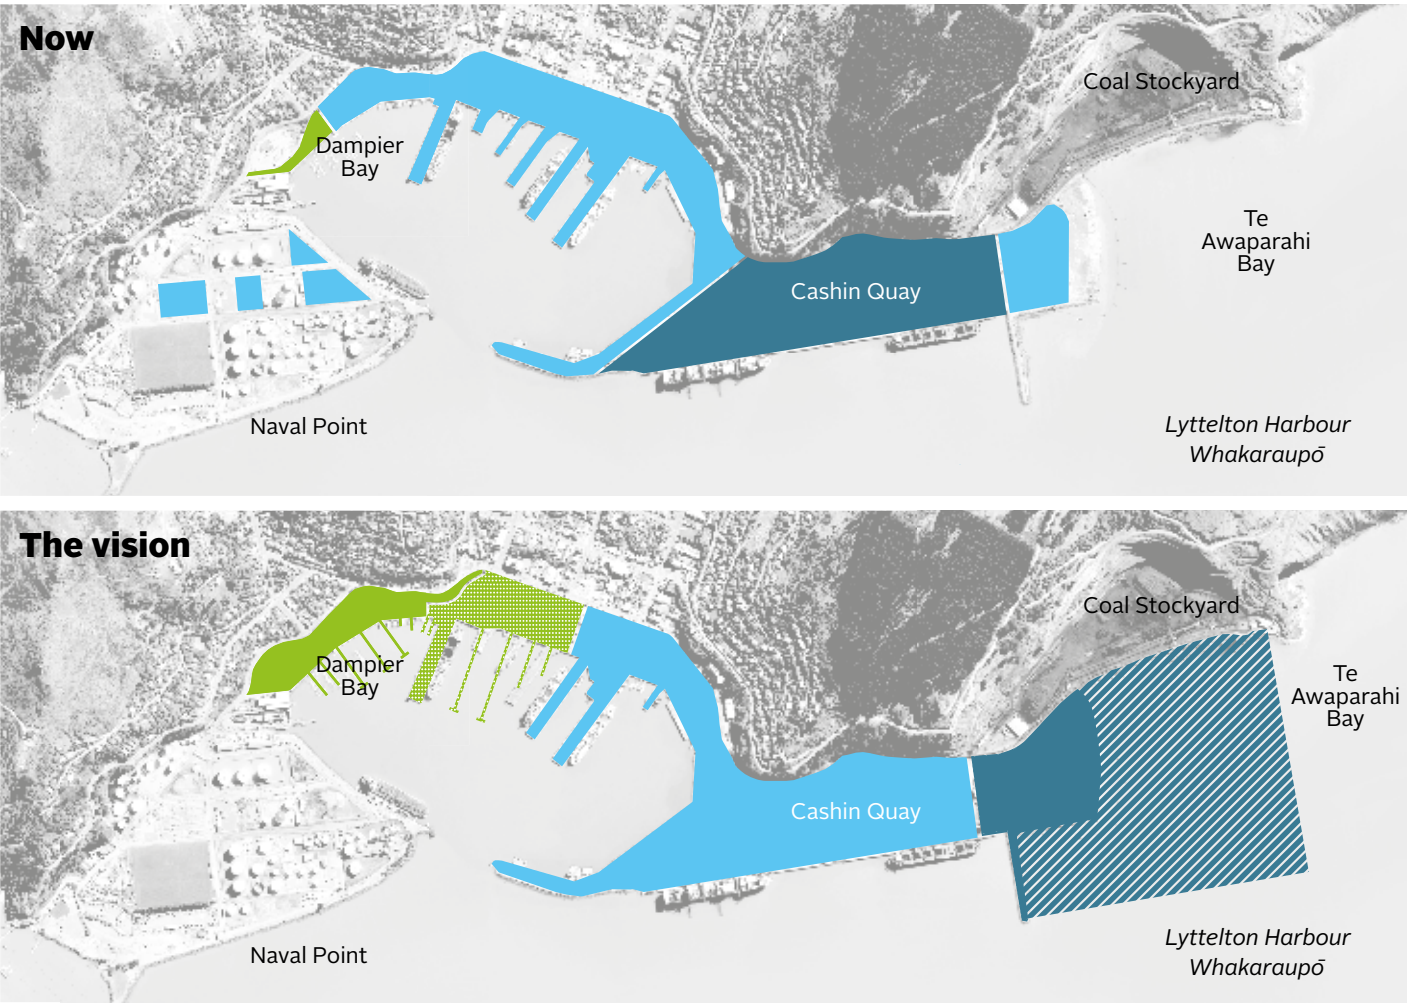 Now
Coal Stockyard
Dampier
Bay
Te
Awaparahi
Bay
Cashin Quay
Naval Point
Lyttelton Harbour
Whakaraupō
The vision
Coal Stockyard
Dampier
Bay
Te
Awaparahi
Bay
Cashin Quay
Naval Point
Lyttelton Harbour
Whakaraupō